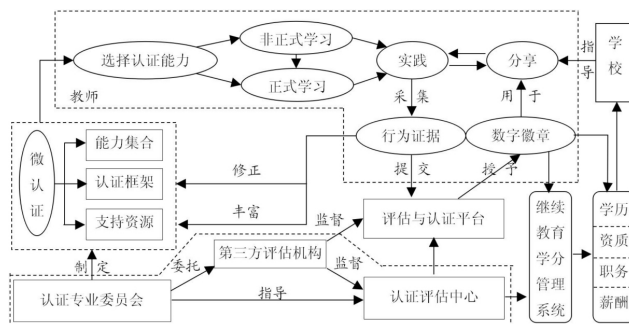 非正式学习
选择认证能力
正式学习
实践
分享
指导
学校
教师
采集
用于
微认证
能力集合
认证框架
支持资源
修正
丰富
行为证据
数字徽章
提交
授予
监督
评估与认证平台
继续
教育
学分
管理
系统
学历
资质
职务
薪酬
制定
委托
第三方评估机构
监督
认证专业委员会
指导
认证评估中心